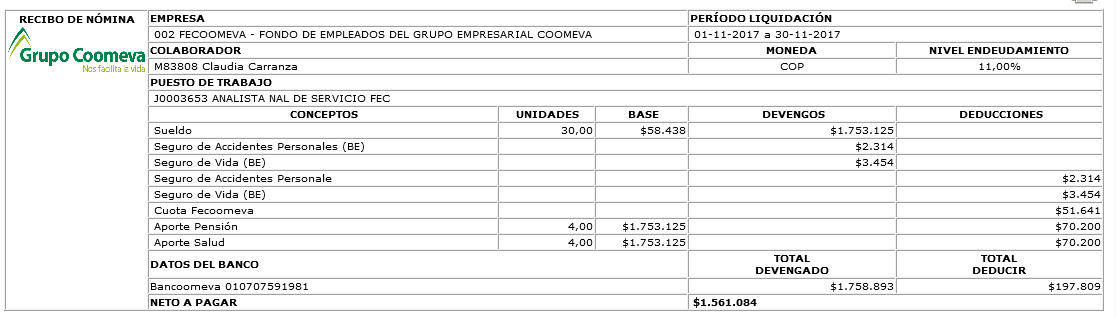 RECIBO DE NÓMINA
Grupo Coomeva
Nos facilita la vida
EMPRESA PERÍODO LIQUIDACIÓN
002 FECOOMEVA - FONDO DE EMPLEADOS DEL GRUPO EMPRESARIAL COOMEVA 01-11-2017 a 30-11-2017
COLABORADOR MONEDA NIVEL ENDEUDAMIENTO
M83808 Claudia Carranza COP 11,00%
PUESTO DE TRABAJO
J0003653 ANALISTA NAL DE SERVICIO FEC
CONCEPTOS UNIDADES BASE DEVENGOS DEDUCCIONES
Sueldo 30,00 $58.438 $1.753.125
Seguro de Accidentes Personales (BE) $2.314
Seguro de Vida (BE) $3.454
Seguro de Accidentes Personale $2.314
Seguro de Vida (BE) $3.454
Cuota Fecoomeva $51.641
Aporte Pensión 4,00 $1.753.125 $70.200
Aporte Salud 4,00 $1.753.125 $70.200
DATOS DEL BANCO TOTAL DEVENGADO TOTAL DEDUCIR
Bancoomeva 010707591981 $1.758.893 $197.809
NETO A PAGAR $1.561.084